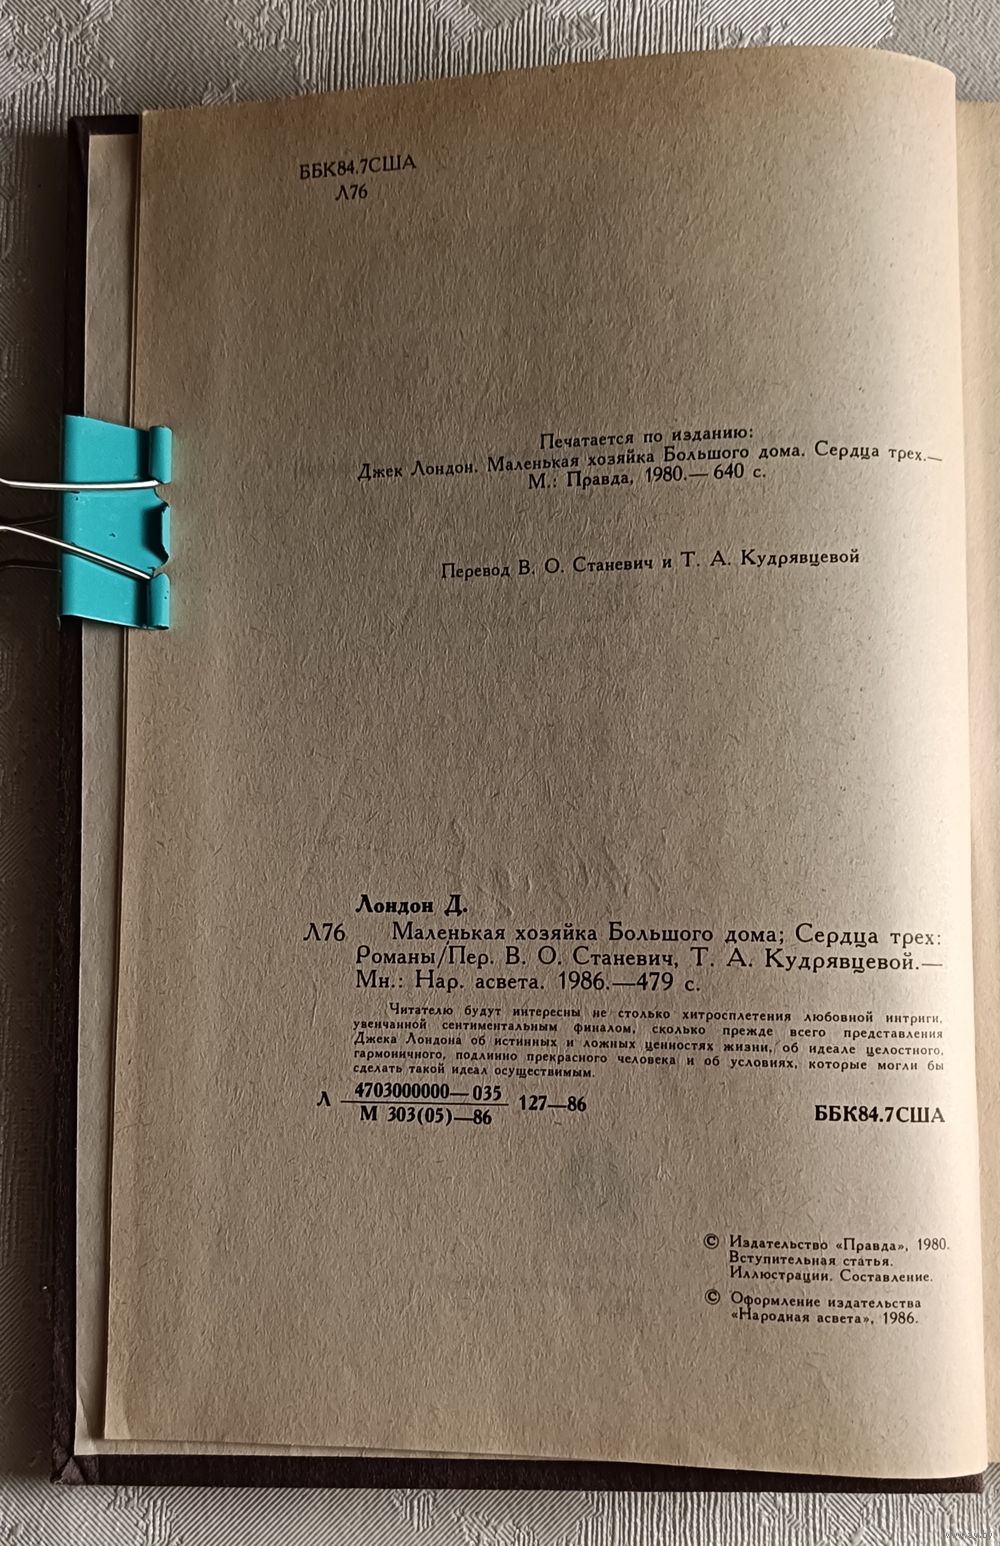 ББК84.7США
Л76
Печатается по изданию:
Джек Лондон. Маленькая хозяйка Большого дома. Сердца трех.—
М.: Правда, 1980.— 640 с.
Перевод В. О. Станевич и Т. А. Кудрявцевой
Лондон Д.
Л76 Маленькая хозяйка Большого дома; Сердца трех:
Романы/Пер. В. О. Станевич, Т. А. Кудрявцевой.—
Мн.: Нар. асвета. 1986.—479 с.
Читателю будут интересны не столько хитросплетения любовной интриги,
увенчанной сентиментальным финалом, сколько прежде всего представления
Джека Лондона об истинных и ложных ценностях жизни, об идеале целостного,
гармоничного, подлинно прекрасного человека и об условиях, которые могли бы
сделать такой идеал осуществимым.
Л 4703000000—035 127—86
М 303(05)—86
ББК84.7США
© Издательство «Правда», 1980.
Вступительная статья.
Иллюстрации. Составление.
© Оформление издательства
«Народная асвета», 1986.